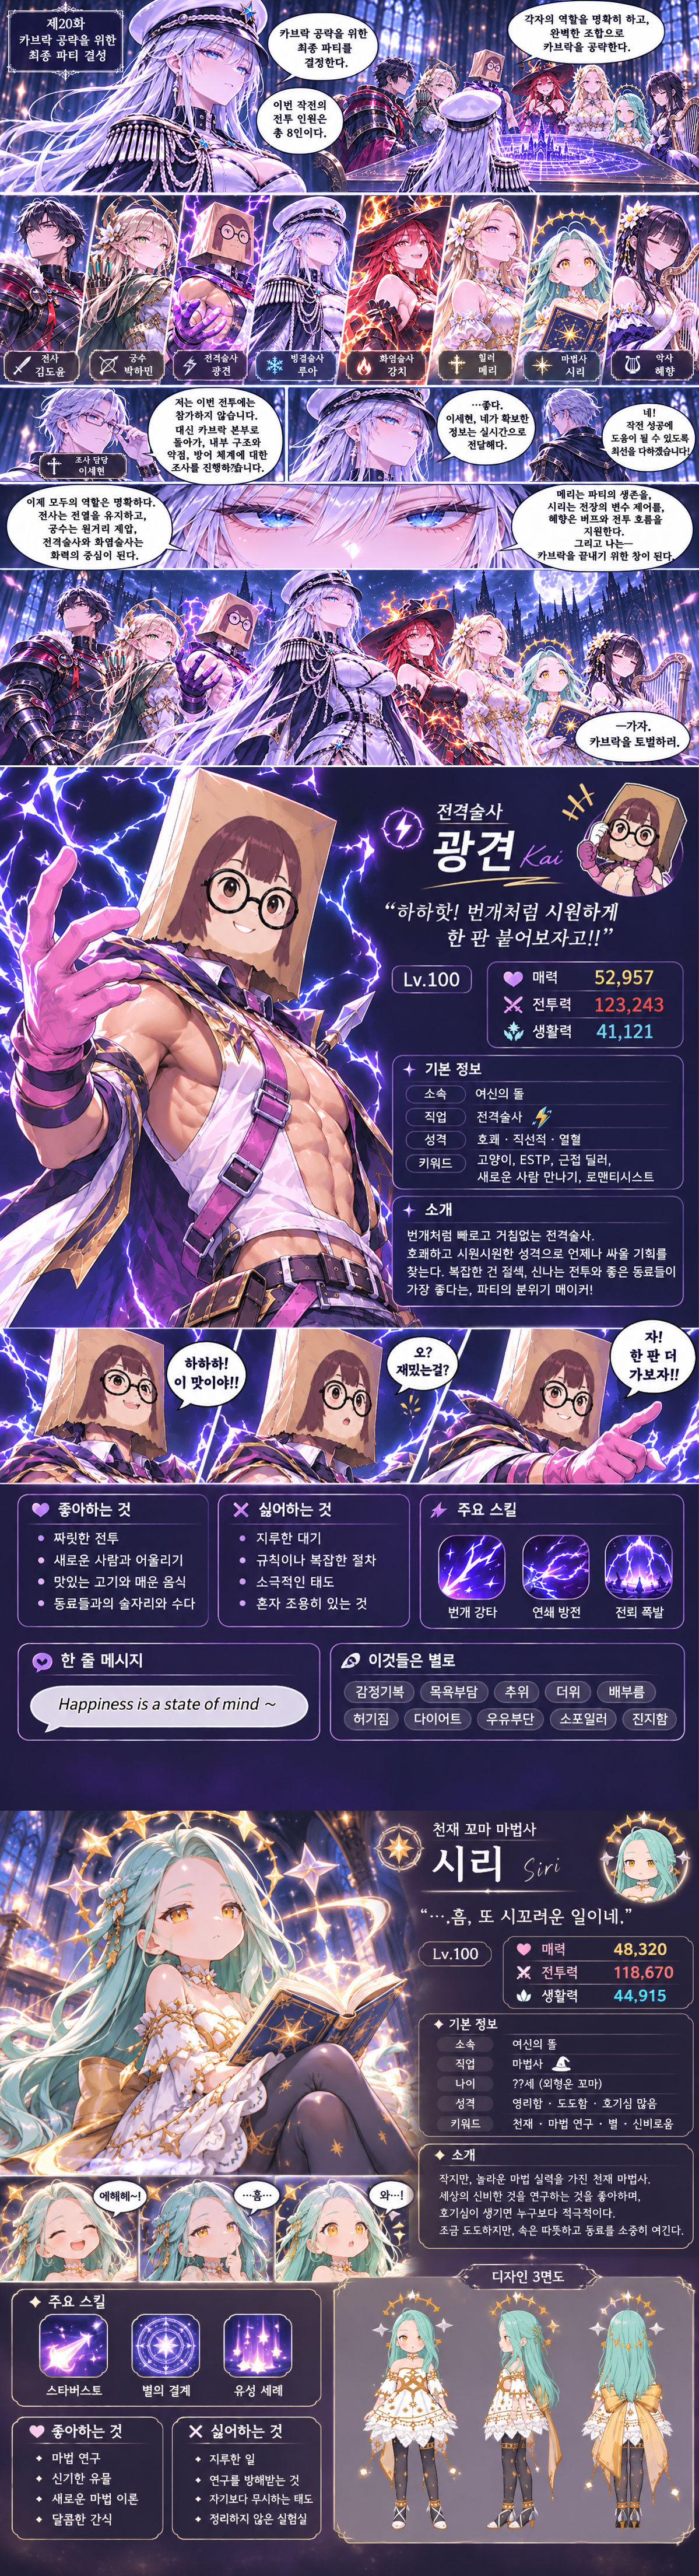 제20화
카브락 공략을 위한
최종 파티 결성
카브락 공략을 위한
최종 파티를
결정한다.
이번 작전의
전투 인원은
총 8인이다.
각자의 역할을 명확히 하고,
완벽한 조합으로
카브락을 공략한다.
전사
김도윤
궁수
박하민
전격술사
광견
빙결술사
루아
화염술사
강치
힐러
메리
마법사
시리
악사
혜향
조사 담당
이세현
저는 이번 전투에는
참가하지 않습니다.
대신 카브락 본부로
돌아가, 내부 구조와
약점, 방어 체계에 대한
조사를 진행하겠습니다.
…좋다.
이세현, 네가 확보한
정보는 실시간으로
전달해다.
네!
작전 성공에
도움이 될 수 있도록
최선을 다하겠습니다!
이제 모두의 역할은 명확하다.
전사는 전열을 유지하고,
궁수는 원거리 제압,
전격술사와 화염술사는
화력의 중심이 된다.
메리는 파티의 생존을,
시리는 전장의 변수 제어를,
혜향은 버프와 전투 흐름을
지원한다.
그리고 나는—
카브락을 끝내기 위한 창이 된다.
—가자.
카브락을 토벌하러.
전격술사
광견 Kai
“하하핫! 번개처럼 시원하게
한 판 붙어보자고!!”
Lv.100
매력 52,957
전투력 123,243
생활력 41,121
기본 정보
소속 여신의 돌
직업 전격술사
성격 호쾌 · 직선적 · 열혈
키워드 고양이, ESTP, 근접 딜러,
새로운 사람 만나기, 로맨티시스트
소개
번개처럼 빠르고 거침없는 전격술사.
호쾌하고 시원시원한 성격으로 언제나 싸울 기회를
찾는다. 복잡한 건 절색, 신나는 전투와 좋은 동료들이
가장 좋다는, 파티의 분위기 메이커!
하하하!
이 맛이야!!
오?
재밌는걸?
자!
한 판 더
가보자!!
좋아하는 것
짜릿한 전투
새로운 사람과 어울리기
맛있는 고기와 매운 음식
동료들과의 술자리와 수다
싫어하는 것
지루한 대기
규칙이나 복잡한 절차
소극적인 태도
혼자 조용히 있는 것
주요 스킬
번개 강타
연쇄 방전
전뢰 폭발
한 줄 메시지
Happiness is a state of mind ~
이것들은 별로
감정기복 목욕부담 추위 더위 배부름
허기짐 다이어트 우유부단 소포일러 진지함
천재 꼬마 마법사
시리 Siri
“….흠, 또 시끄러운 일이네.”
Lv.100
매력 48,320
전투력 118,670
생활력 44,915
기본 정보
소속 여신의 돌
직업 마법사
나이 ??세 (외형은 꼬마)
성격 영리함 · 도도함 · 호기심 많음
키워드 천재 · 마법 연구 · 별 · 신비로움
소개
작지만, 놀라운 마법 실력을 가진 천재 마법사.
세상의 신비한 것을 연구하는 것을 좋아하며,
호기심이 생기면 누구보다 적극적이다.
조금 도도하지만, 속은 따뜻하고 동료를 소중히 여긴다.
에헤헤~!
…흠…
와…!
주요 스킬
스타버스트
별의 결계
유성 세례
좋아하는 것
마법 연구
신기한 유물
새로운 마법 이론
달콤한 간식
싫어하는 것
지루한 일
연구를 방해받는 것
자기보다 무시하는 태도
정리하지 않은 실험실
디자인 3면도